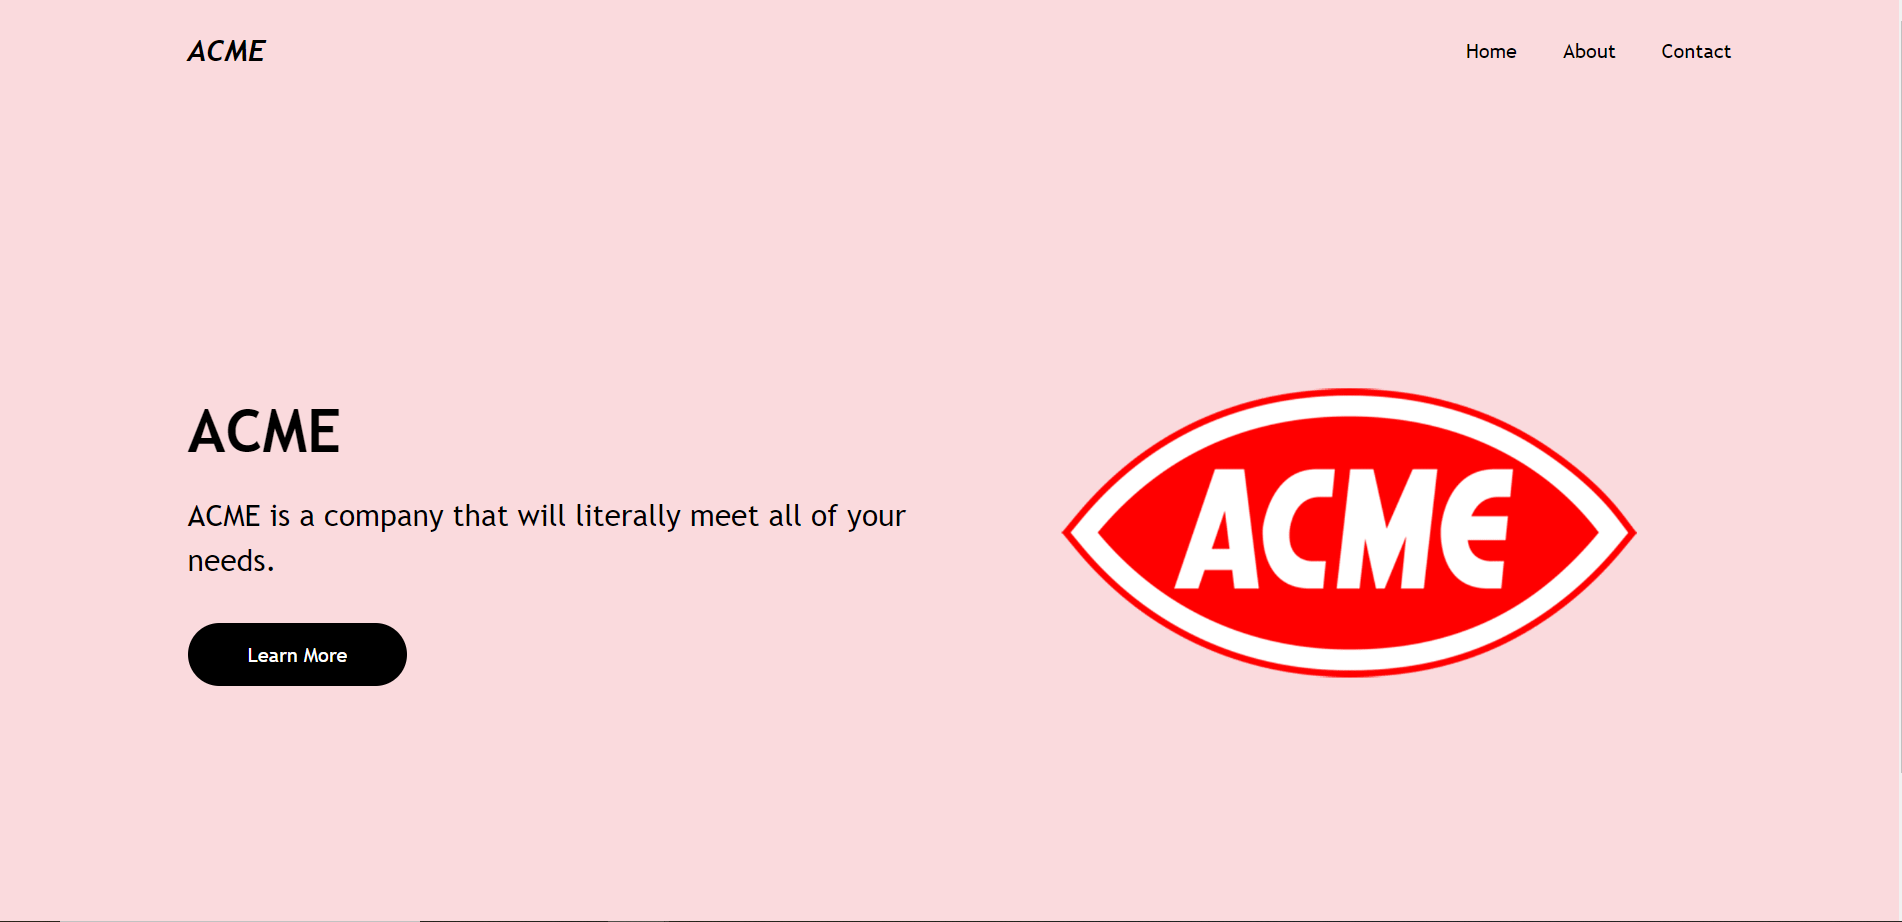 ACME
Home About Contact
ACME
ACME is a company that will literally meet all of your
needs.
Learn More
ACME